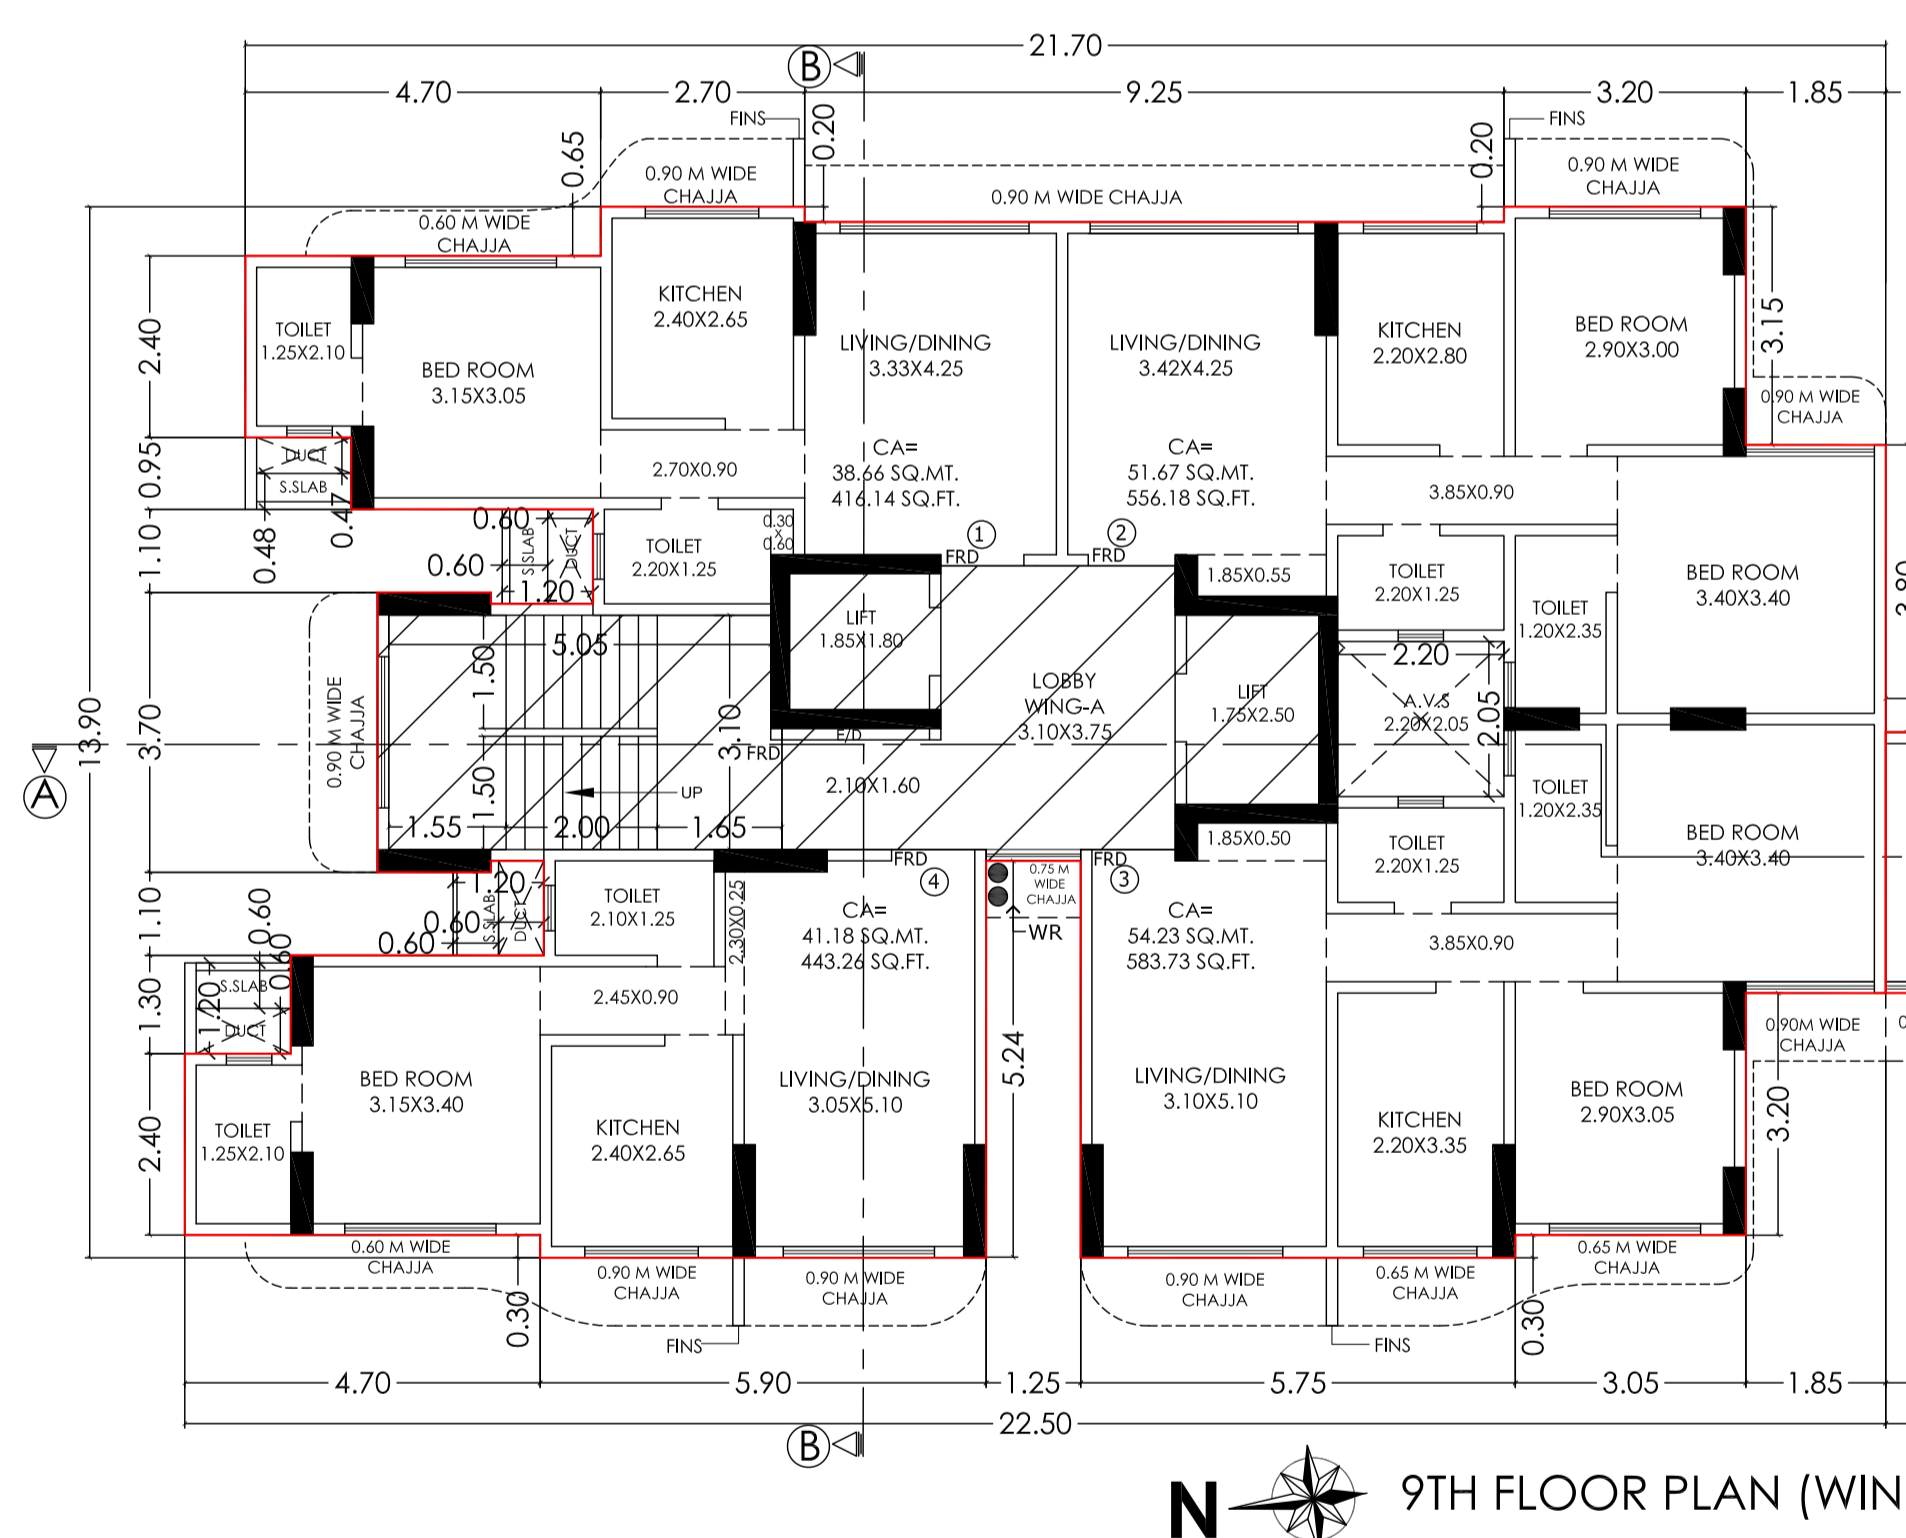 21.70
B
4.70
2.70
9.25
3.20
1.85
FINS
0.20
0.20
FINS
0.65
0.90 M WIDE
CHAJJA
0.90 M WIDE CHAJJA
0.90 M WIDE
CHAJJA
0.60 M WIDE
CHAJJA
KITCHEN
2.40X2.65
TOILET
1.25X2.10
BED ROOM
3.15X3.05
LIVING/DINING
3.33X4.25
LIVING/DINING
3.42X4.25
KITCHEN
2.20X2.80
BED ROOM
2.90X3.00
3.15
2.40
0.90 M WIDE
CHAJJA
CA=
38.66 SQ.MT.
416.14 SQ.FT.
CA=
51.67 SQ.MT.
556.18 SQ.FT.
0.95
DUCT
S.SLAB
0.47
0.48
2.70X0.90
3.85X0.90
1.10
0.60
0.60
1.20
S.SLAB
DUCT
TOILET
2.20X1.25
0.30
X
0.60
1
FRD
2
FRD
1.85X0.55
TOILET
2.20X1.25
TOILET
1.20X2.35
BED ROOM
3.40X3.40
3.80
LIFT
1.85X1.80
5.05
1.50
3.10
LOBBY
WING-A
3.10X3.75
LIFT
1.75X2.50
2.20
A.V.S
2.20X2.05
2.05
13.90
3.70
0.90 M WIDE
CHAJJA
A
FRD
E/D
2.10X1.60
1.50
UP
1.55
2.00
1.65
TOILET
1.20X2.35
BED ROOM
3.40X3.40
1.85X0.50
TOILET
2.20X1.25
FRD
4
FRD
3
0.75 M
WIDE
CHAJJA
WR
1.10
0.60
0.60
1.20
0.60
0.60
S.SLAB
DUCT
TOILET
2.10X1.25
2.30X0.25
CA=
41.18 SQ.MT.
443.26 SQ.FT.
CA=
54.23 SQ.MT.
583.73 SQ.FT.
3.85X0.90
1.30
1.20
S.SLAB
DUCT
2.45X0.90
5.24
0.90M WIDE
CHAJJA
0
BED ROOM
3.15X3.40
LIVING/DINING
3.05X5.10
LIVING/DINING
3.10X5.10
BED ROOM
2.90X3.05
2.40
TOILET
1.25X2.10
KITCHEN
2.40X2.65
KITCHEN
2.20X3.35
3.20
0.60 M WIDE
CHAJJA
0.30
0.90 M WIDE
CHAJJA
0.90 M WIDE
CHAJJA
0.90 M WIDE
CHAJJA
0.65 M WIDE
CHAJJA
0.65 M WIDE
CHAJJA
0.30
FINS
FINS
4.70
5.90
1.25
5.75
3.05
1.85
22.50
B
N
9TH FLOOR PLAN (WIN